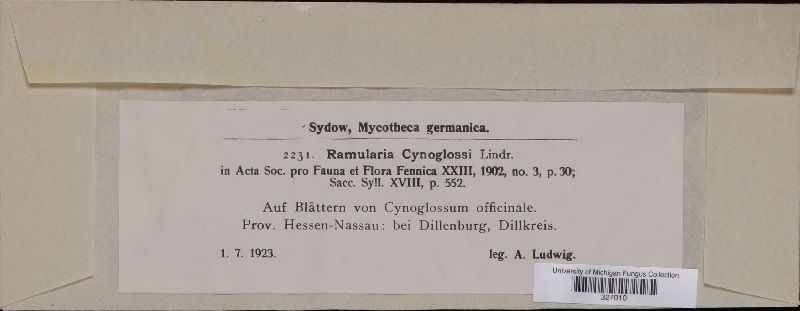 Sydow, Mycotheca germanica.
2231. Ramularia Cynoglossi Lindr.
in Acta Soc. pro Fauna et Flora Fennica XXIII, 1902, no. 3, p. 30;
Sacc. Syll. XVIII, p. 552.
Auf Blättern von Cynoglossum officinale.
Prov. Hessen-Nassau: bei Dillenburg, Dillkreis.
1. 7. 1923. leg. A. Ludwig.
University of Michigan Fungus Collection
327010